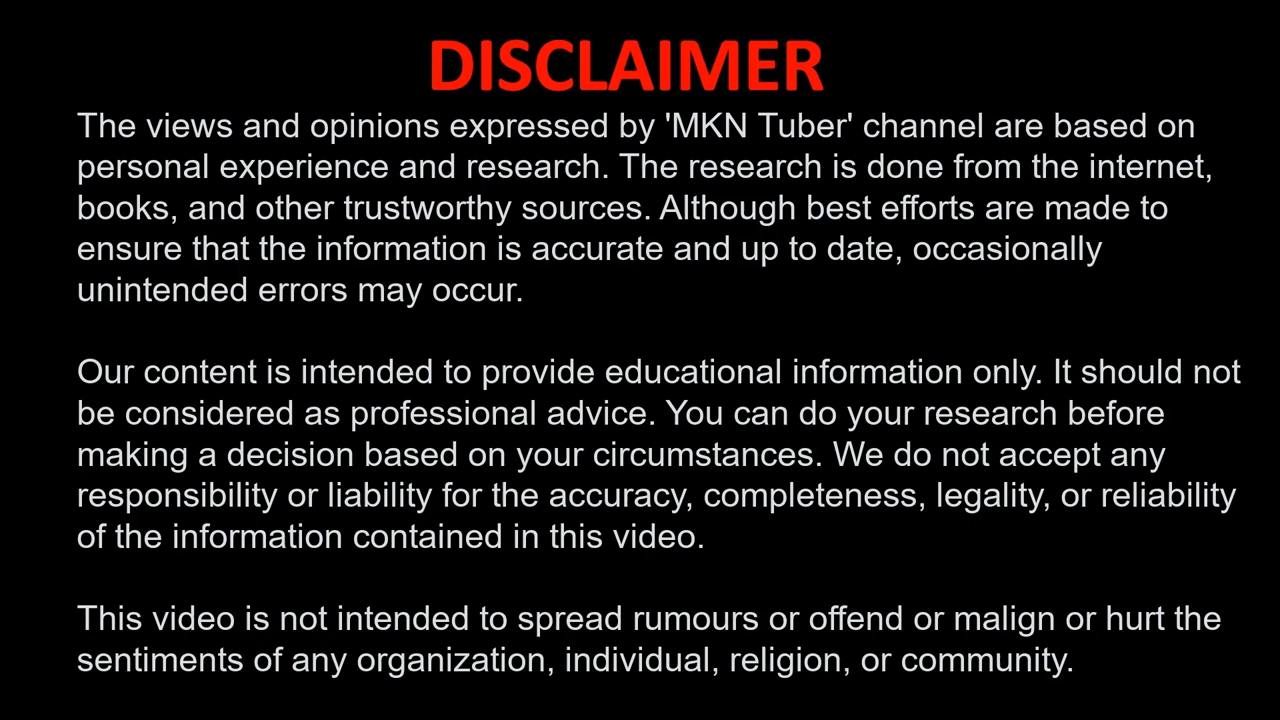 DISCLAIMER
The views and opinions expressed by 'MKN Tuber' channel are based on
personal experience and research. The research is done from the internet,
books, and other trustworthy sources. Although best efforts are made to
ensure that the information is accurate and up to date, occasionally
unintended errors may occur.
Our content is intended to provide educational information only. It should not
be considered as professional advice. You can do your research before
making a decision based on your circumstances. We do not accept any
responsibility or liability for the accuracy, completeness, legality, or reliability
of the information contained in this video.
This video is not intended to spread rumours or offend or malign or hurt the
sentiments of any organization, individual, religion, or community.